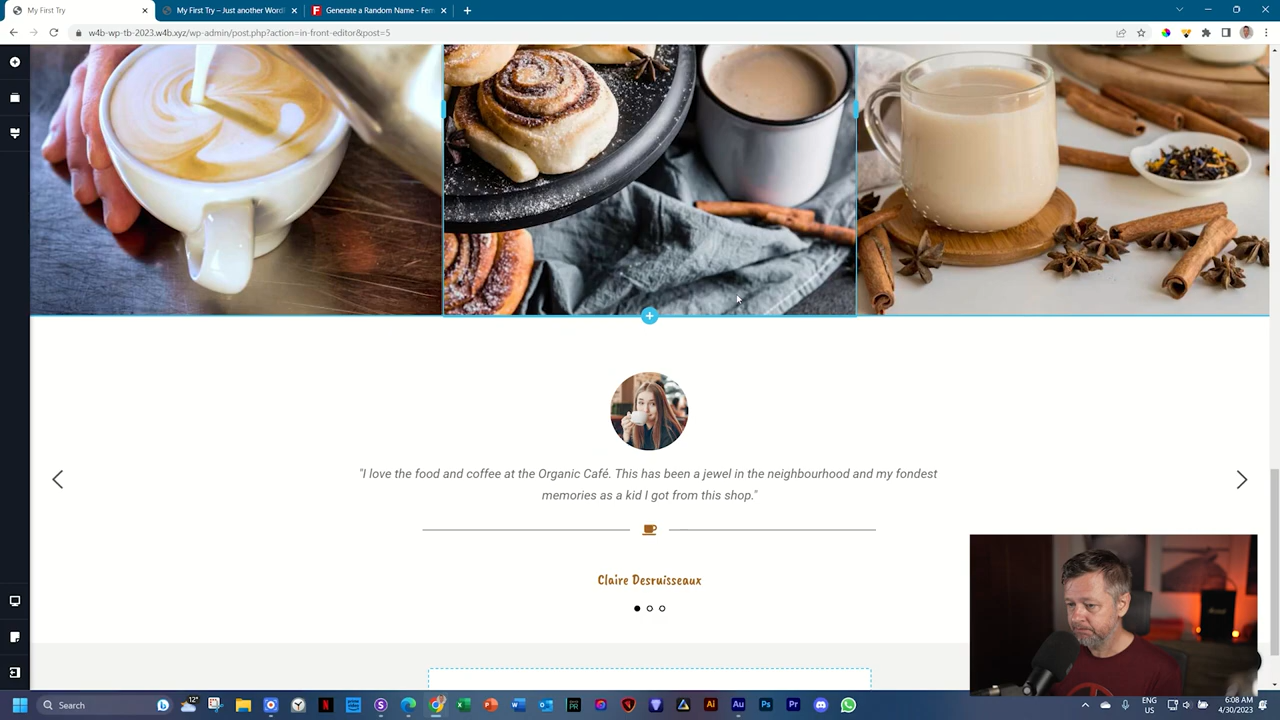 My First Try
My First Try – Just another Word
Generate a Random Name - Fen
w4b-wp-tb-2023.w4b.xyz/wp-admin/post.php?action=in-front-editor&post=5
"I love the food and coffee at the Organic Café. This has been a jewel in the neighbourhood and my fondest
memories as a kid I got from this shop."
Claire Desruisseaux
Search
12°
ENG
US
6:08 AM
4/30/2023